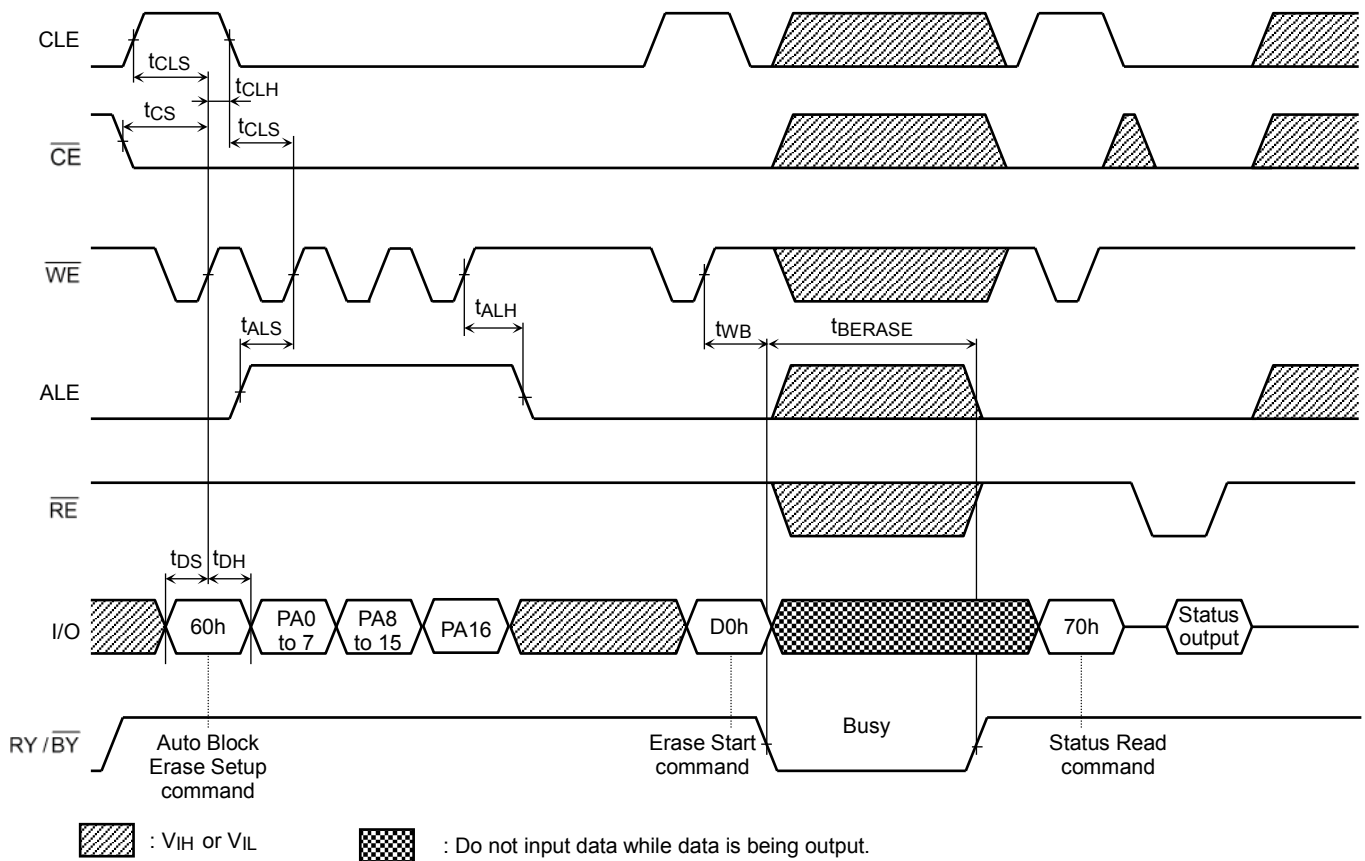 CLE
tCLS
tCLH
tCS
tCLS
CE
WE
tALS
tALH
tWB
tBERASE
ALE
RE
tDS
tDH
I/O
60h
PA0
to 7
PA8
to 15
PA16
D0h
70h
Status
output
RY / BY
Busy
Auto Block
Erase Setup
command
Erase Start
command
Status Read
command
: VIH or VIL
: Do not input data while data is being output.